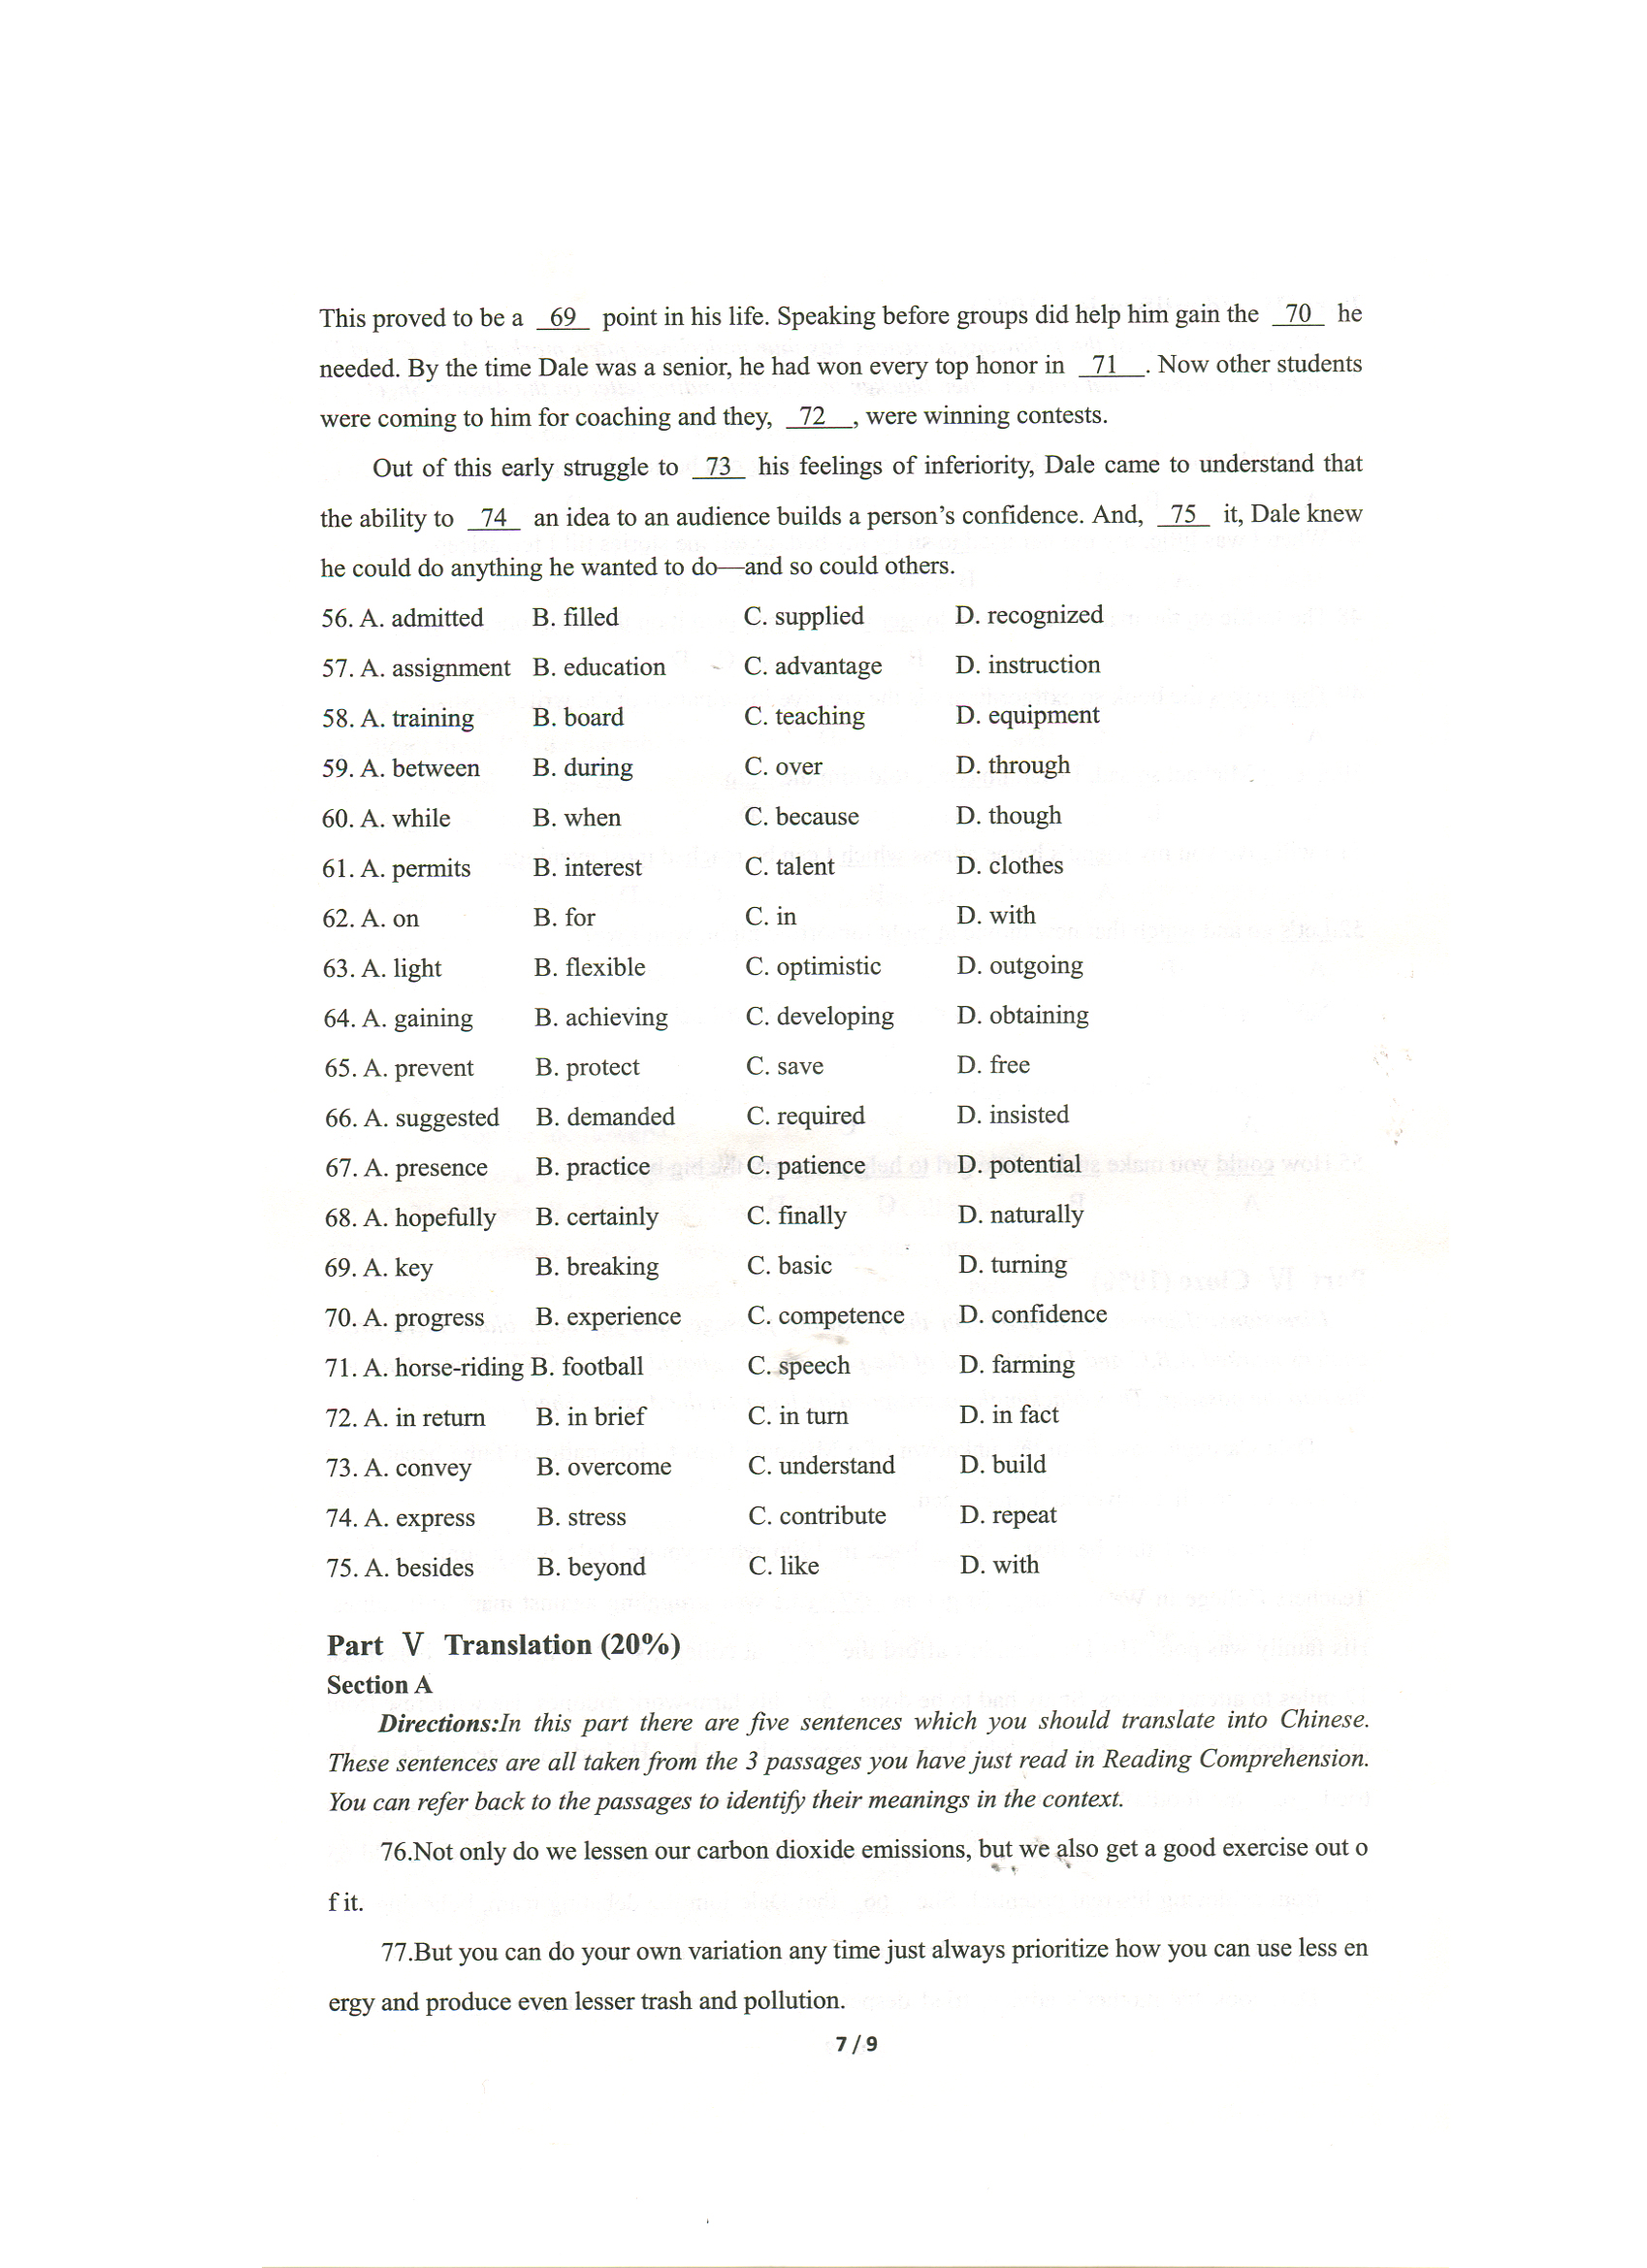 This proved to be a 69 point in his life. Speaking before groups did help him gain the 70 he
needed. By the time Dale was a senior, he had won every top honor in 71 . Now other students
were coming to him for coaching and they, 72 , were winning contests.
Out of this early struggle to 73 his feelings of inferiority, Dale came to understand that
the ability to 74 an idea to an audience builds a person's confidence. And, 75 it, Dale knew
he could do anything he wanted to do—and so could others.
56. A. admitted B. filled C. supplied D. recognized
57. A. assignment B. education C. advantage D. instruction
58. A. training B. board C. teaching D. equipment
59. A. between B. during C. over D. through
60. A. while B. when C. because D. though
61. A. permits B. interest C. talent D. clothes
62. A. on B. for C. in D. with
63. A. light B. flexible C. optimistic D. outgoing
64. A. gaining B. achieving C. developing D. obtaining
65. A. prevent B. protect C. save D. free
66. A. suggested B. demanded C. required D. insisted
67. A. presence B. practice C. patience D. potential
68. A. hopefully B. certainly C. finally D. naturally
69. A. key B. breaking C. basic D. turning
70. A. progress B. experience C. competence D. confidence
71. A. horse-riding B. football C. speech D. farming
72. A. in return B. in brief C. in turn D. in fact
73. A. convey B. overcome C. understand D. build
74. A. express B. stress C. contribute D. repeat
75. A. besides B. beyond C. like D. with
Part Ⅴ Translation (20%)
Section A
Directions:In this part there are five sentences which you should translate into Chinese.
These sentences are all taken from the 3 passages you have just read in Reading Comprehension.
You can refer back to the passages to identify their meanings in the context.
76.Not only do we lessen our carbon dioxide emissions, but we also get a good exercise out o
f it.
77.But you can do your own variation any time just always prioritize how you can use less en
ergy and produce even lesser trash and pollution.
7 / 9